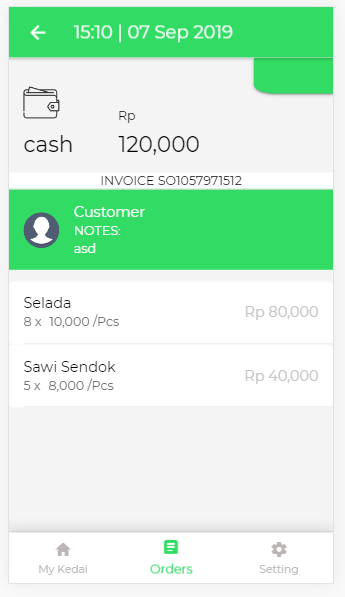 15:10 | 07 Sep 2019
Rp
cash 120,000
INVOICE SO1057971512
Customer
NOTES:
asd
Selada
8 x 10,000 /Pcs Rp 80,000
Sawi Sendok
5 x 8,000 /Pcs Rp 40,000
My Kedai Orders Setting